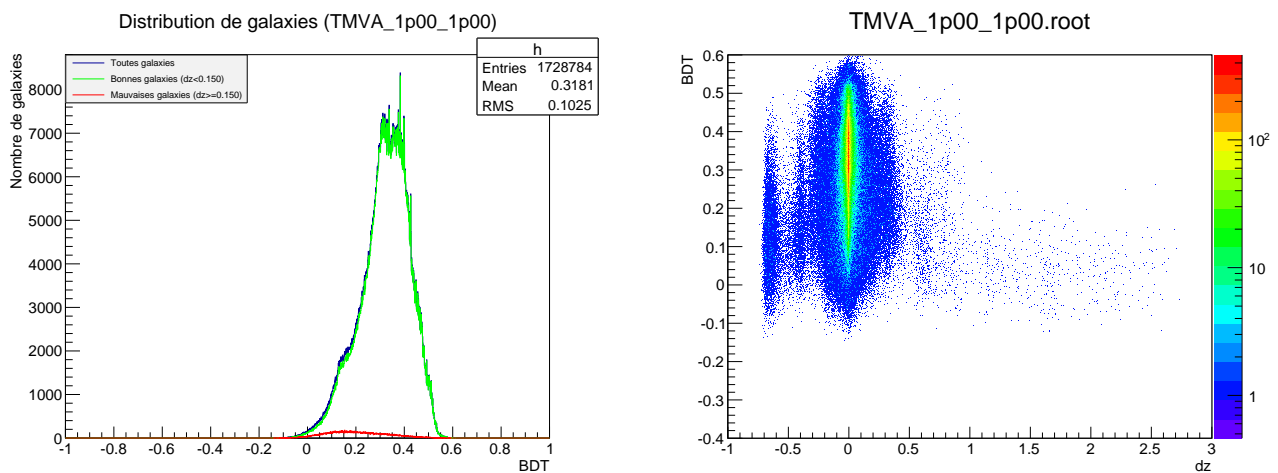 Distribution de galaxies (TMVA_1p00_1p00)
h
Entries 1728784
Mean 0.3181
RMS 0.1025
Toutes galaxies
Bonnes galaxies (dz<0.150)
Mauvaises galaxies (dz>=0.150)
Nombre de galaxies
8000
7000
6000
5000
4000
3000
2000
1000
0
-1 -0.8 -0.6 -0.4 -0.2 0 0.2 0.4 0.6 0.8 1
BDT
TMVA_1p00_1p00.root
BDT
0.6
0.5
0.4
0.3
0.2
0.1
0
-0.1
-0.2
-0.3
-0.4
-1 -0.5 0 0.5 1 1.5 2 2.5 3
dz
10²
10
1